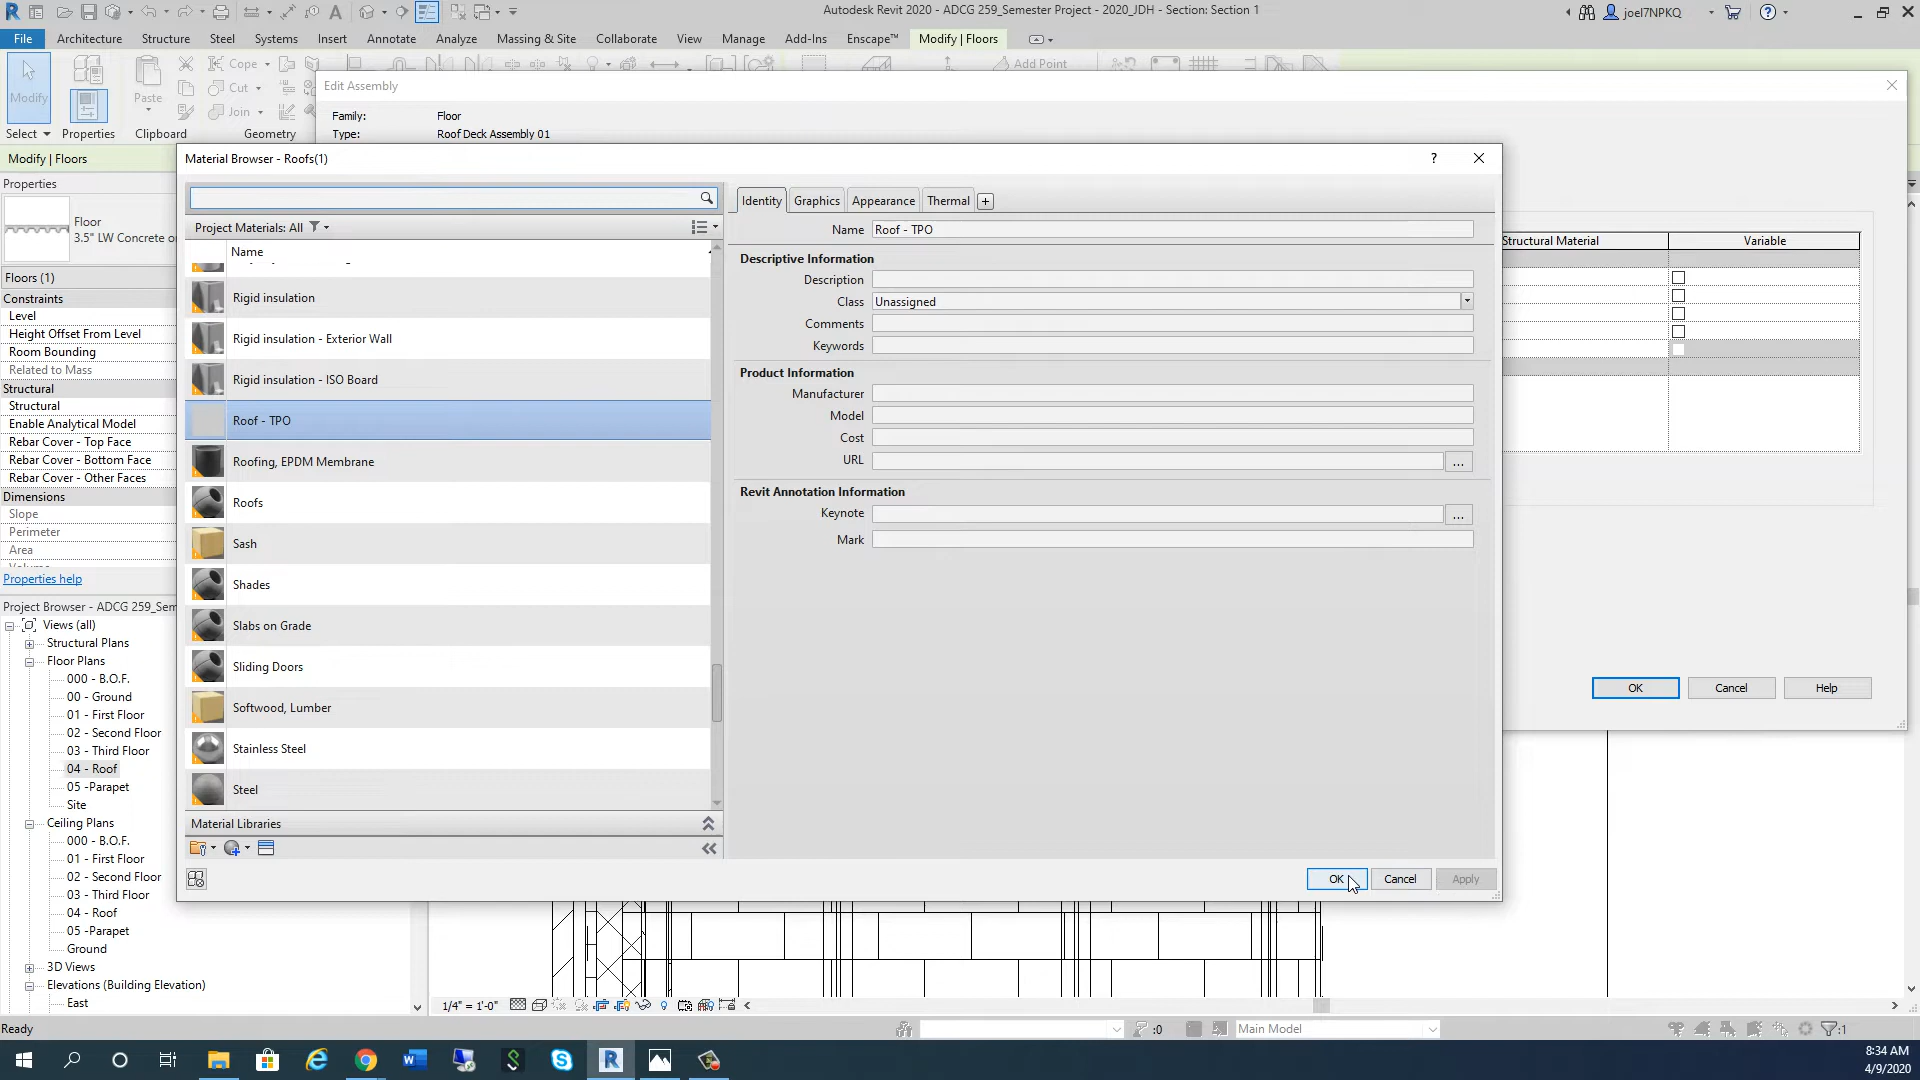 Autodesk Revit 2020 - ADCG 259_Semester Project - 2020_JDH - Section: Section 1
joel7NPKQ
File Architecture Structure Steel Systems Insert Annotate Analyze Massing & Site Collaborate View Manage Add-Ins Enscape™ Modify | Floors
Modify
Paste
Cope
Cut
Join
Add Point
Select Properties Clipboard Geometry
Modify | Floors
Edit Assembly
Family: Floor
Type: Roof Deck Assembly 01
Properties
Floor
3.5" LW Concrete o
Floors (1)
Constraints
Level
Height Offset From Level
Room Bounding
Related to Mass
Structural
Structural
Enable Analytical Model
Rebar Cover - Top Face
Rebar Cover - Bottom Face
Rebar Cover - Other Faces
Dimensions
Slope
Perimeter
Area
Properties help
Project Browser - ADCG 259_Sem
Views (all)
Structural Plans
Floor Plans
000 - B.O.F.
00 - Ground
01 - First Floor
02 - Second Floor
03 - Third Floor
04 - Roof
05 -Parapet
Site
Ceiling Plans
000 - B.O.F.
01 - First Floor
02 - Second Floor
03 - Third Floor
04 - Roof
05 -Parapet
Ground
3D Views
Elevations (Building Elevation)
East
Material Browser - Roofs(1)
?
Project Materials: All
Name
Rigid insulation
Rigid insulation - Exterior Wall
Rigid insulation - ISO Board
Roof - TPO
Roofing, EPDM Membrane
Roofs
Sash
Shades
Slabs on Grade
Sliding Doors
Softwood, Lumber
Stainless Steel
Steel
Material Libraries
Identity Graphics Appearance Thermal +
Name Roof - TPO
Descriptive Information
Description
Class Unassigned
Comments
Keywords
Product Information
Manufacturer
Model
Cost
URL ...
Revit Annotation Information
Keynote ...
Mark
OK Cancel Apply
Structural Material Variable
OK Cancel Help
1/4" = 1'-0"
Ready
:0
Main Model
:1
8:34 AM
4/9/2020